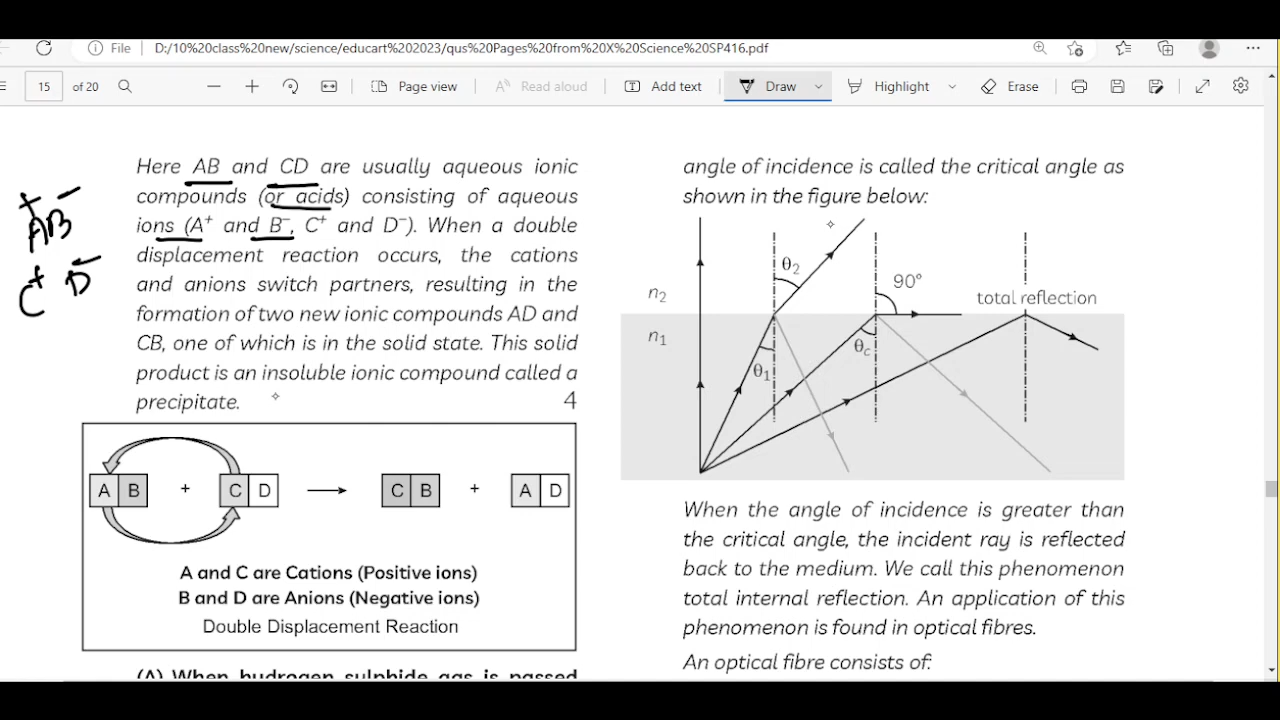 File D:/10%20class%20new/science/educart%202023/qus%20Pages%20from%20X%20Science%20SP416.pdf
15 of 20 Page view Read aloud Add text Draw Highlight Erase
Here AB and CD are usually aqueous ionic
compounds (or acids) consisting of aqueous
ions (A⁺ and B⁻, C⁺ and D⁻). When a double
displacement reaction occurs, the cations
and anions switch partners, resulting in the
formation of two new ionic compounds AD and
CB, one of which is in the solid state. This solid
product is an insoluble ionic compound called a
precipitate. 4
+ −
AB
+ −
C D
A B + C D → C B + A D
A and C are Cations (Positive ions)
B and D are Anions (Negative ions)
Double Displacement Reaction
(A) When hydrogen sulphide gas is passed
angle of incidence is called the critical angle as
shown in the figure below:
θ₂
90°
n₂
total reflection
n₁
θc
θ₁
When the angle of incidence is greater than
the critical angle, the incident ray is reflected
back to the medium. We call this phenomenon
total internal reflection. An application of this
phenomenon is found in optical fibres.
An optical fibre consists of: